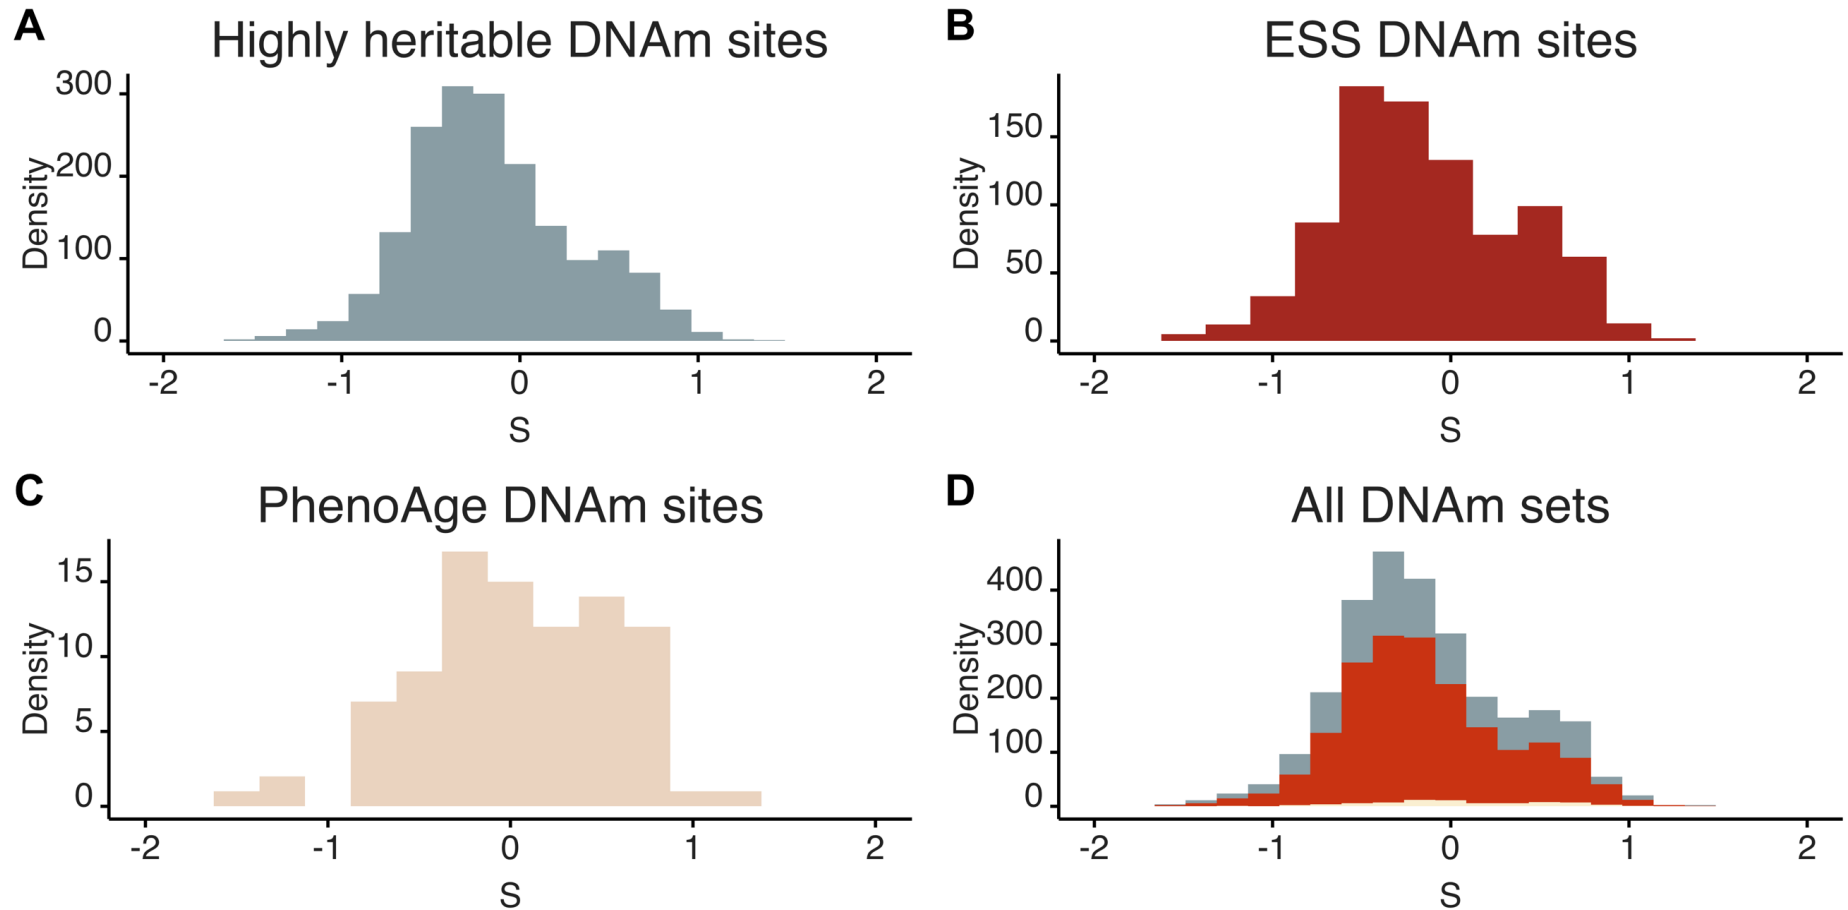 A
Highly heritable DNAm sites
300
200
100
0
Density
-2 -1 0 1 2
S
B
ESS DNAm sites
150
100
50
0
Density
-2 -1 0 1 2
S
C
PhenoAge DNAm sites
15
10
5
0
Density
-2 -1 0 1 2
S
D
All DNAm sets
400
300
200
100
0
Density
-2 -1 0 1 2
S